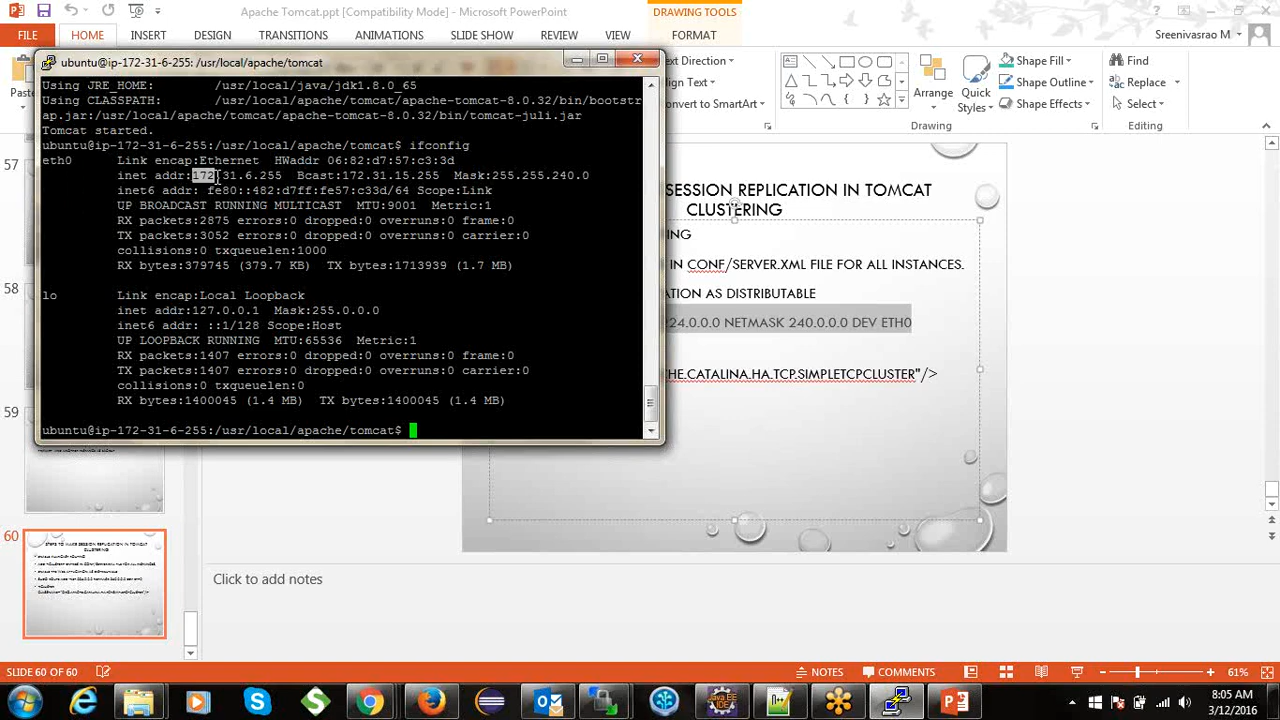 Apache Tomcat.ppt [Compatibility Mode] - Microsoft PowerPoint
DRAWING TOOLS
FILE
HOME
INSERT
DESIGN
TRANSITIONS
ANIMATIONS
SLIDE SHOW
REVIEW
VIEW
FORMAT
Sreenivasrao M
Paste
Convert to SmartArt
Arrange
Quick Styles
Shape Fill
Shape Outline
Shape Effects
Find
Replace
Select
Drawing
Editing
ubuntu@ip-172-31-6-255: /usr/local/apache/tomcat
Using JRE_HOME:       /usr/local/java/jdk1.8.0_65
Using CLASSPATH:      /usr/local/apache/tomcat/apache-tomcat-8.0.32/bin/bootstr
ap.jar:/usr/local/apache/tomcat/apache-tomcat-8.0.32/bin/tomcat-juli.jar
Tomcat started.
ubuntu@ip-172-31-6-255:/usr/local/apache/tomcat$ ifconfig
eth0      Link encap:Ethernet  HWaddr 06:82:d7:57:c3:3d
inet addr:172.31.6.255  Bcast:172.31.15.255  Mask:255.255.240.0
inet6 addr: fe80::482:d7ff:fe57:c33d/64 Scope:Link
UP BROADCAST RUNNING MULTICAST  MTU:9001  Metric:1
RX packets:2875 errors:0 dropped:0 overruns:0 frame:0
TX packets:3052 errors:0 dropped:0 overruns:0 carrier:0
collisions:0 txqueuelen:1000
RX bytes:379745 (379.7 KB)  TX bytes:1713939 (1.7 MB)
lo        Link encap:Local Loopback
inet addr:127.0.0.1  Mask:255.0.0.0
inet6 addr: ::1/128 Scope:Host
UP LOOPBACK RUNNING  MTU:65536  Metric:1
RX packets:1407 errors:0 dropped:0 overruns:0 frame:0
TX packets:1407 errors:0 dropped:0 overruns:0 carrier:0
collisions:0 txqueuelen:0
RX bytes:1400045 (1.4 MB)  TX bytes:1400045 (1.4 MB)
ubuntu@ip-172-31-6-255:/usr/local/apache/tomcat$
57
58
59
60
SESSION REPLICATION IN TOMCAT
CLUSTERING
ING
IN CONF/SERVER.XML FILE FOR ALL INSTANCES.
ATION AS DISTRIBUTABLE
224.0.0.0 NETMASK 240.0.0.0 DEV ETH0
HE.CATALINA.HA.TCP.SIMPLETCPCLUSTER"/>
STEPS TO MAKE SESSION REPLICATION IN TOMCAT
CLUSTERING
Click to add notes
SLIDE 60 OF 60
NOTES
COMMENTS
61%
8:05 AM
3/12/2016